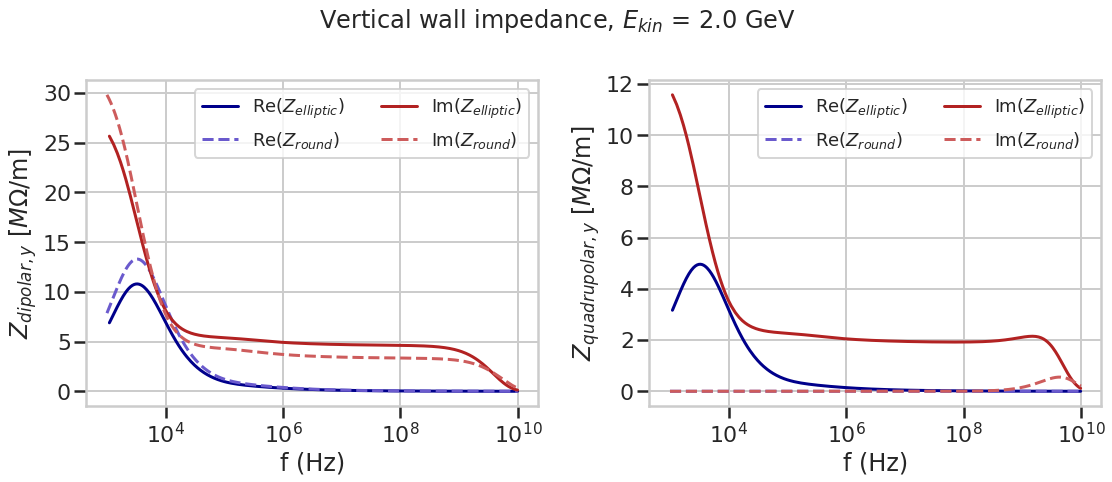 Vertical wall impedance, E_kin = 2.0 GeV
Z_dipolar,y [MΩ/m]
30
25
20
15
10
5
0
Re(Z_elliptic)
Im(Z_elliptic)
Re(Z_round)
Im(Z_round)
10^4
10^6
10^8
10^10
f (Hz)
Z_quadrupolar,y [MΩ/m]
12
10
8
6
4
2
0
Re(Z_elliptic)
Im(Z_elliptic)
Re(Z_round)
Im(Z_round)
10^4
10^6
10^8
10^10
f (Hz)